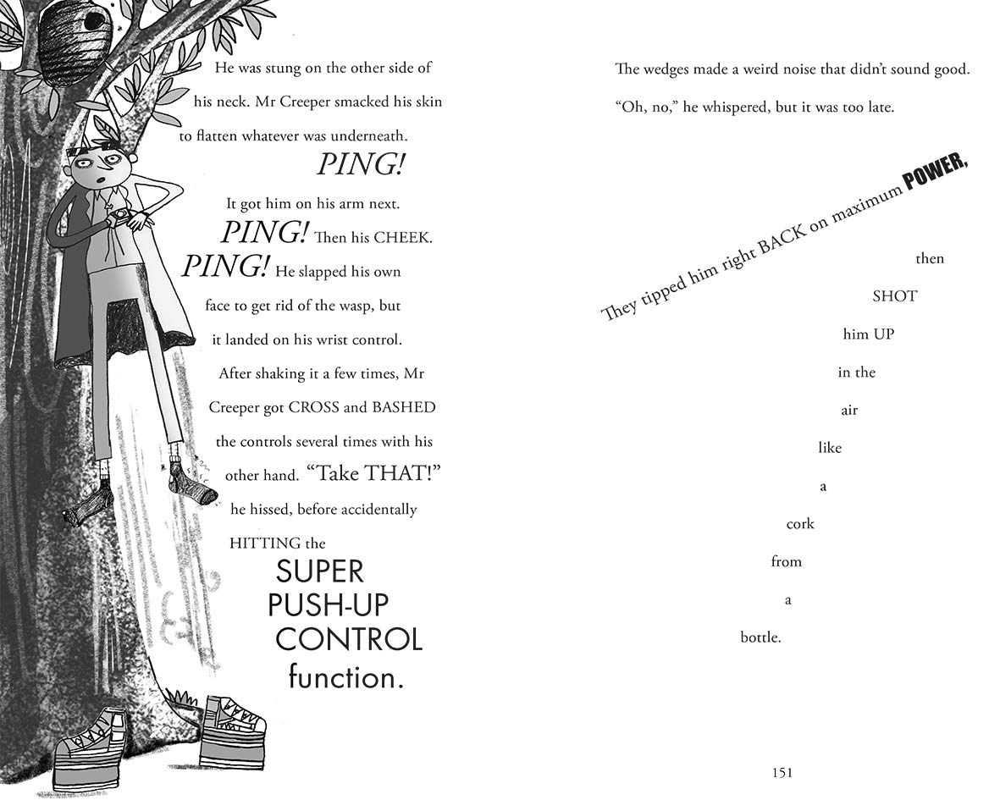 He was stung on the other side of
his neck. Mr Creeper smacked his skin
to flatten whatever was underneath.
PING!
It got him on his arm next.
PING! Then his CHEEK.
PING! He slapped his own
face to get rid of the wasp, but
it landed on his wrist control.
After shaking it a few times, Mr
Creeper got CROSS and BASHED
the controls several times with his
other hand. “Take THAT!”
he hissed, before accidentally
HITTING the
SUPER
PUSH-UP
CONTROL
function.
The wedges made a weird noise that didn’t sound good.
“Oh, no,” he whispered, but it was too late.
They tipped him right BACK on maximum POWER,
then
SHOT
him UP
in the
air
like
a
cork
from
a
bottle.
151